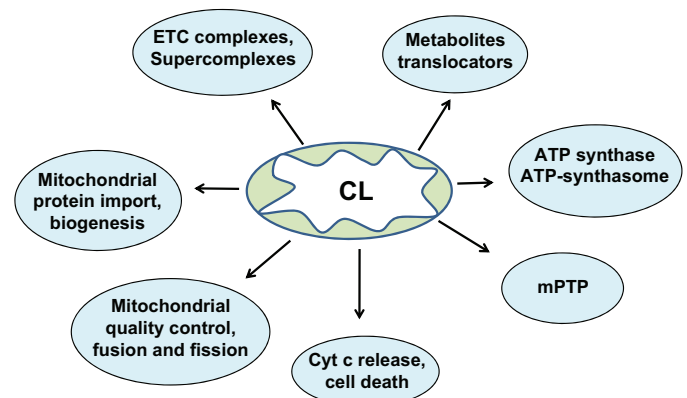 ETC complexes,
Supercomplexes
Metabolites
translocators
ATP synthase
ATP-synthasome
Mitochondrial
protein import,
biogenesis
CL
mPTP
Mitochondrial
quality control,
fusion and fission
Cyt c release,
cell death